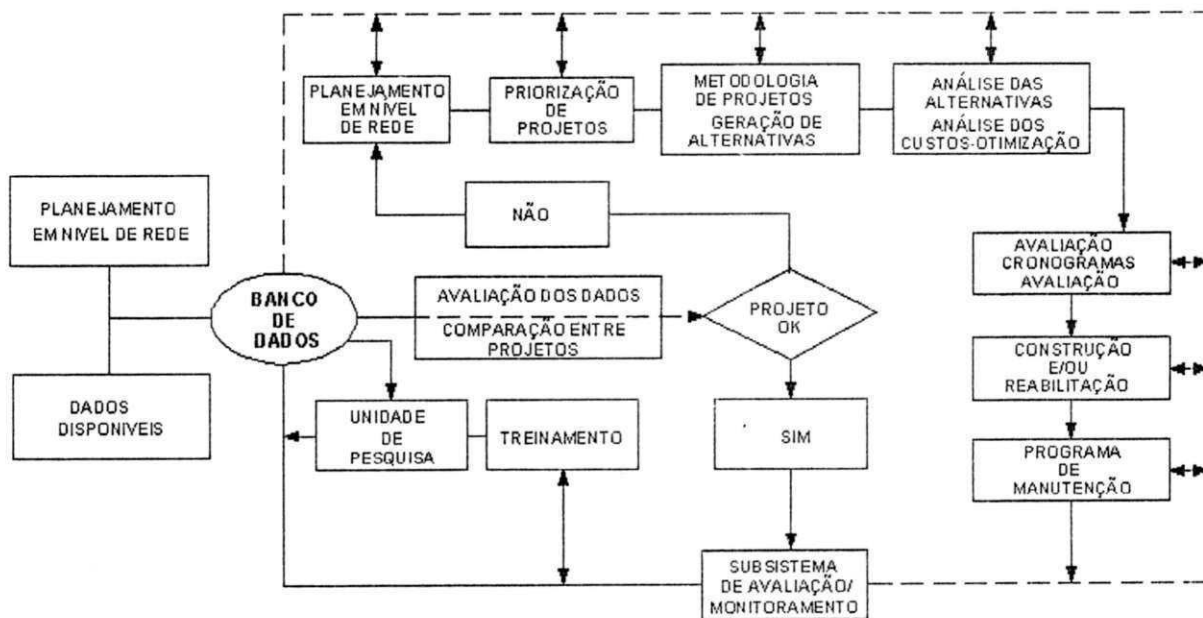 PLANEJAMENTO
EM NIVEL
DE REDE
PRIORIZAÇÃO
DE
PROJETOS
METODOLOGIA
DE PROJETOS
GERAÇÃO DE
ALTERNATIVAS
ANÁLISE DAS
ALTERNATIVAS
ANÁLISE DOS
CUSTOS-OTIMIZAÇÃO
PLANEJAMENTO
EM NIVEL DE REDE
NÃO
AVALIAÇÃO
CRONOGRAMAS
AVALIAÇÃO
BANCO
DE
DADOS
AVALIAÇÃO DOS DADOS
COMPARAÇÃO ENTRE
PROJETOS
PROJETO
OK
CONSTRUÇÃO
E/OU
REABILITAÇÃO
DADOS
DISPONIVEIS
UNIDADE
DE
PESQUISA
TREINAMENTO
SIM
PROGRAMA
DE
MANUTENÇÃO
SUBSISTEMA
DE AVALIAÇÃO/
MONITORAMENTO